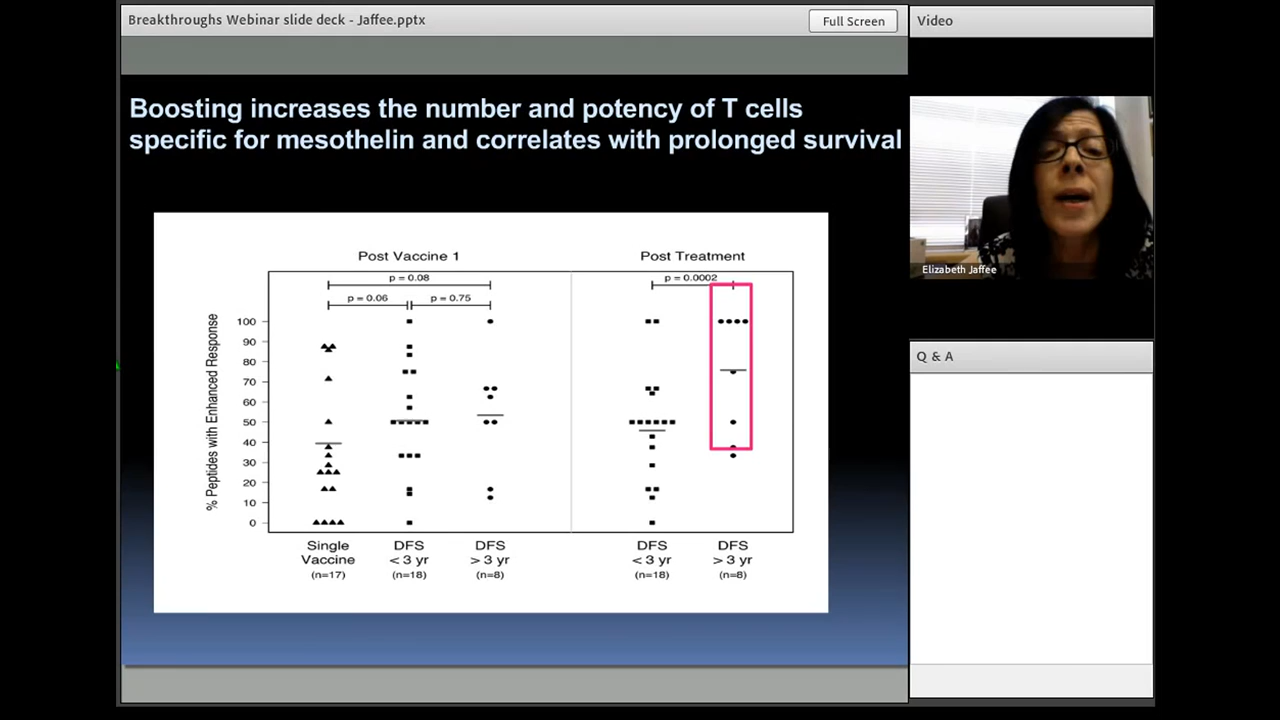 Breakthroughs Webinar slide deck - Jaffee.pptx
Full Screen
Video
Boosting increases the number and potency of T cells
specific for mesothelin and correlates with prolonged survival
Elizabeth Jaffee
Q & A
Post Vaccine 1
Post Treatment
p = 0.08
p = 0.0002
p = 0.06
p = 0.75
% Peptides with Enhanced Response
100
90
80
70
60
50
40
30
20
10
0
Single
Vaccine
(n=17)
DFS
< 3 yr
(n=18)
DFS
> 3 yr
(n=8)
DFS
< 3 yr
(n=18)
DFS
> 3 yr
(n=8)